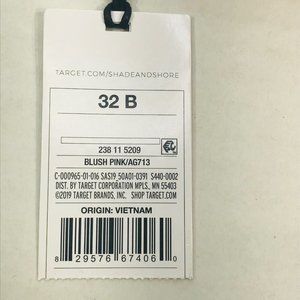 TARGET.COM/SHADEANDSHORE
32 B
238 11 5209
BLUSH PINK/AG713
C-000965-01-016 SAS19_50A01-0391 S440-0002
DIST. BY TARGET CORPORATION MPLS., MN 55403
©2019 TARGET BRANDS, INC. SHOP TARGET.COM
ORIGIN: VIETNAM
8 29576 67406 0